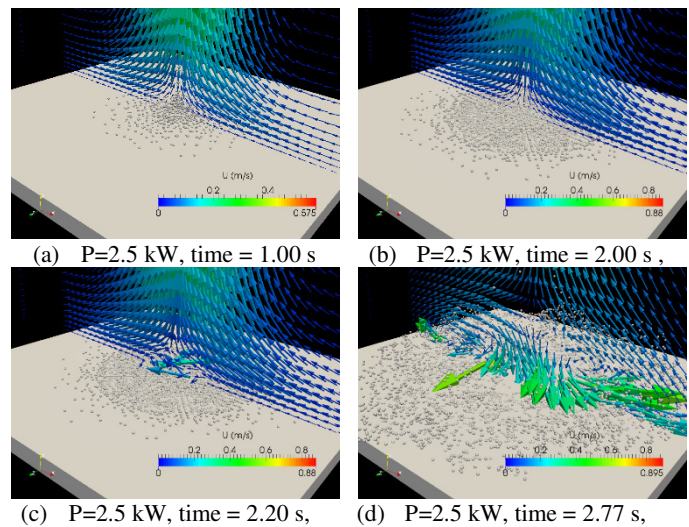 U (m/s)
0.2 0.4
0 0.575
U (m/s)
0.2 0.4 0.6 0.8
0 0.88
(a) P=2.5 kW, time = 1.00 s
(b) P=2.5 kW, time = 2.00 s ,
U (m/s)
0.2 0.4 0.6 0.8
0 0.88
U (m/s)
0.2 0.4 0.6 0.8
0 0.895
(c) P=2.5 kW, time = 2.20 s,
(d) P=2.5 kW, time = 2.77 s,